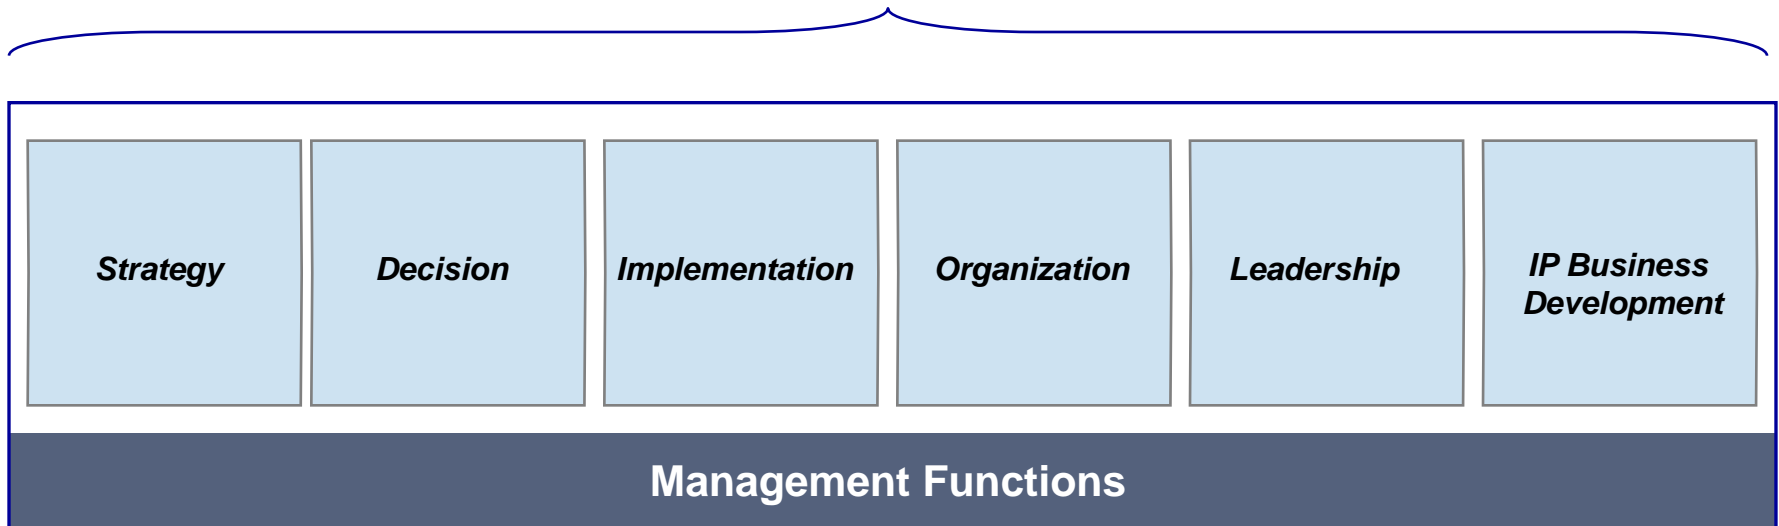 Strategy
Decision
Implementation
Organization
Leadership
IP Business
Development
Management Functions